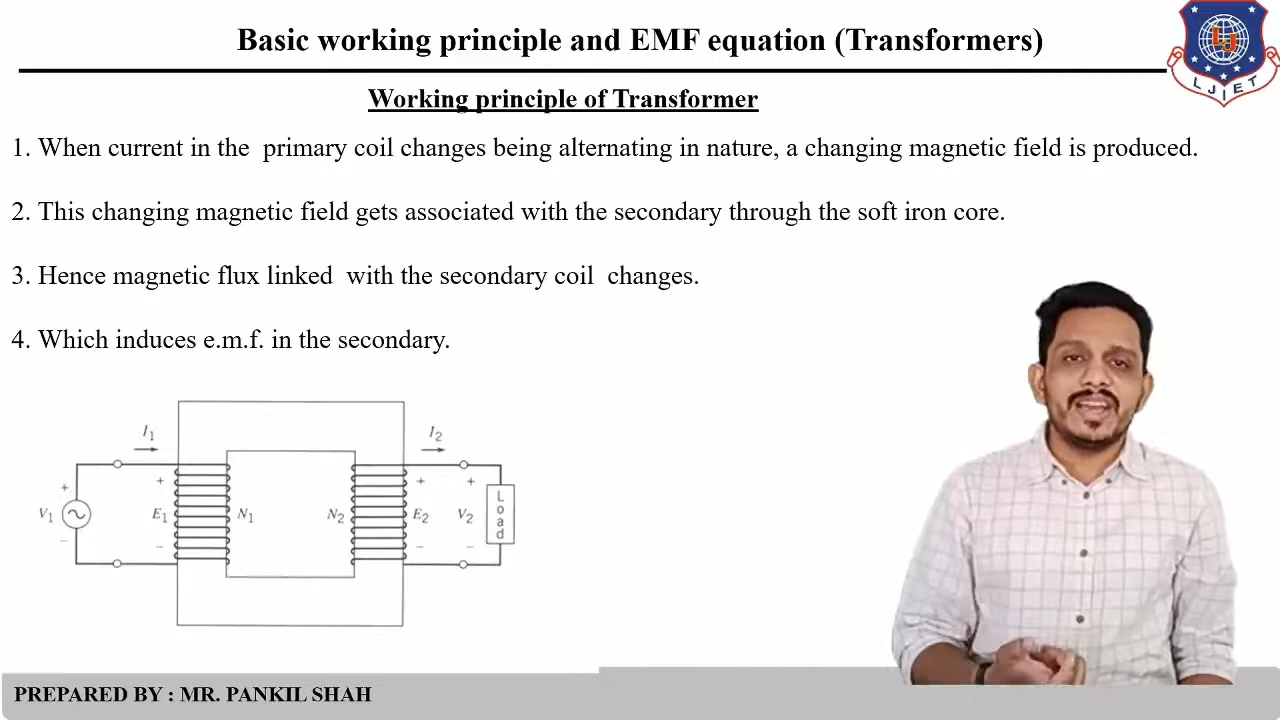 Basic working principle and EMF equation (Transformers)
LJIET
Working principle of Transformer
1. When current in the  primary coil changes being alternating in nature, a changing magnetic field is produced.
2. This changing magnetic field gets associated with the secondary through the soft iron core.
3. Hence magnetic flux linked  with the secondary coil  changes.
4. Which induces e.m.f. in the secondary.
I₁
I₂
+ + + +
V₁ E₁ N₁ N₂ E₂ V₂ Load
− − − −
PREPARED BY : MR. PANKIL SHAH